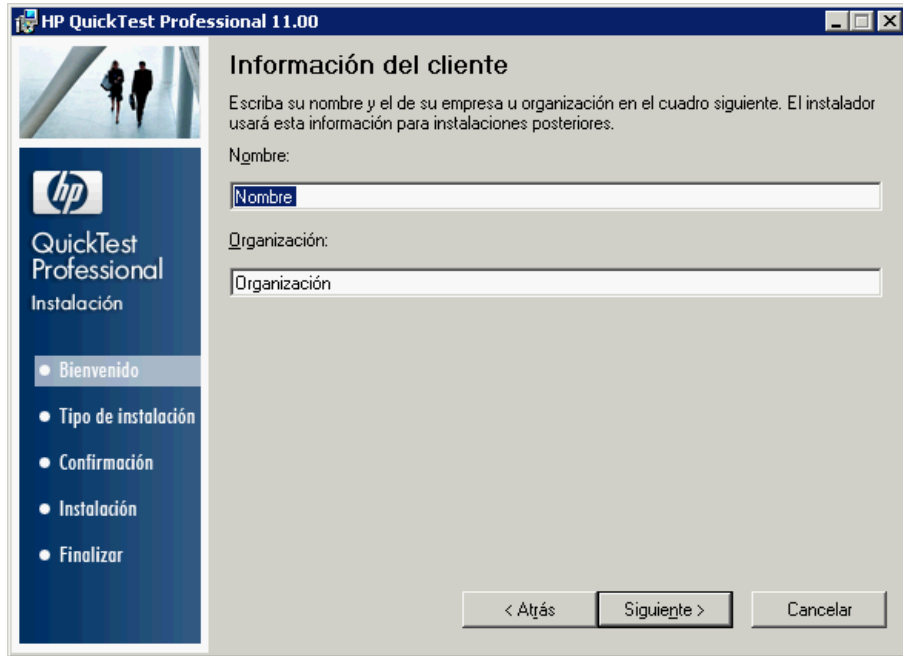 HP QuickTest Professional 11.00
Información del cliente
Escriba su nombre y el de su empresa u organización en el cuadro siguiente. El instalador
usará esta información para instalaciones posteriores.
Nombre:
Nombre
Organización:
Organización
hp
QuickTest
Professional
Instalación
Bienvenido
Tipo de instalación
Confirmación
Instalación
Finalizar
< Atrás
Siguiente >
Cancelar